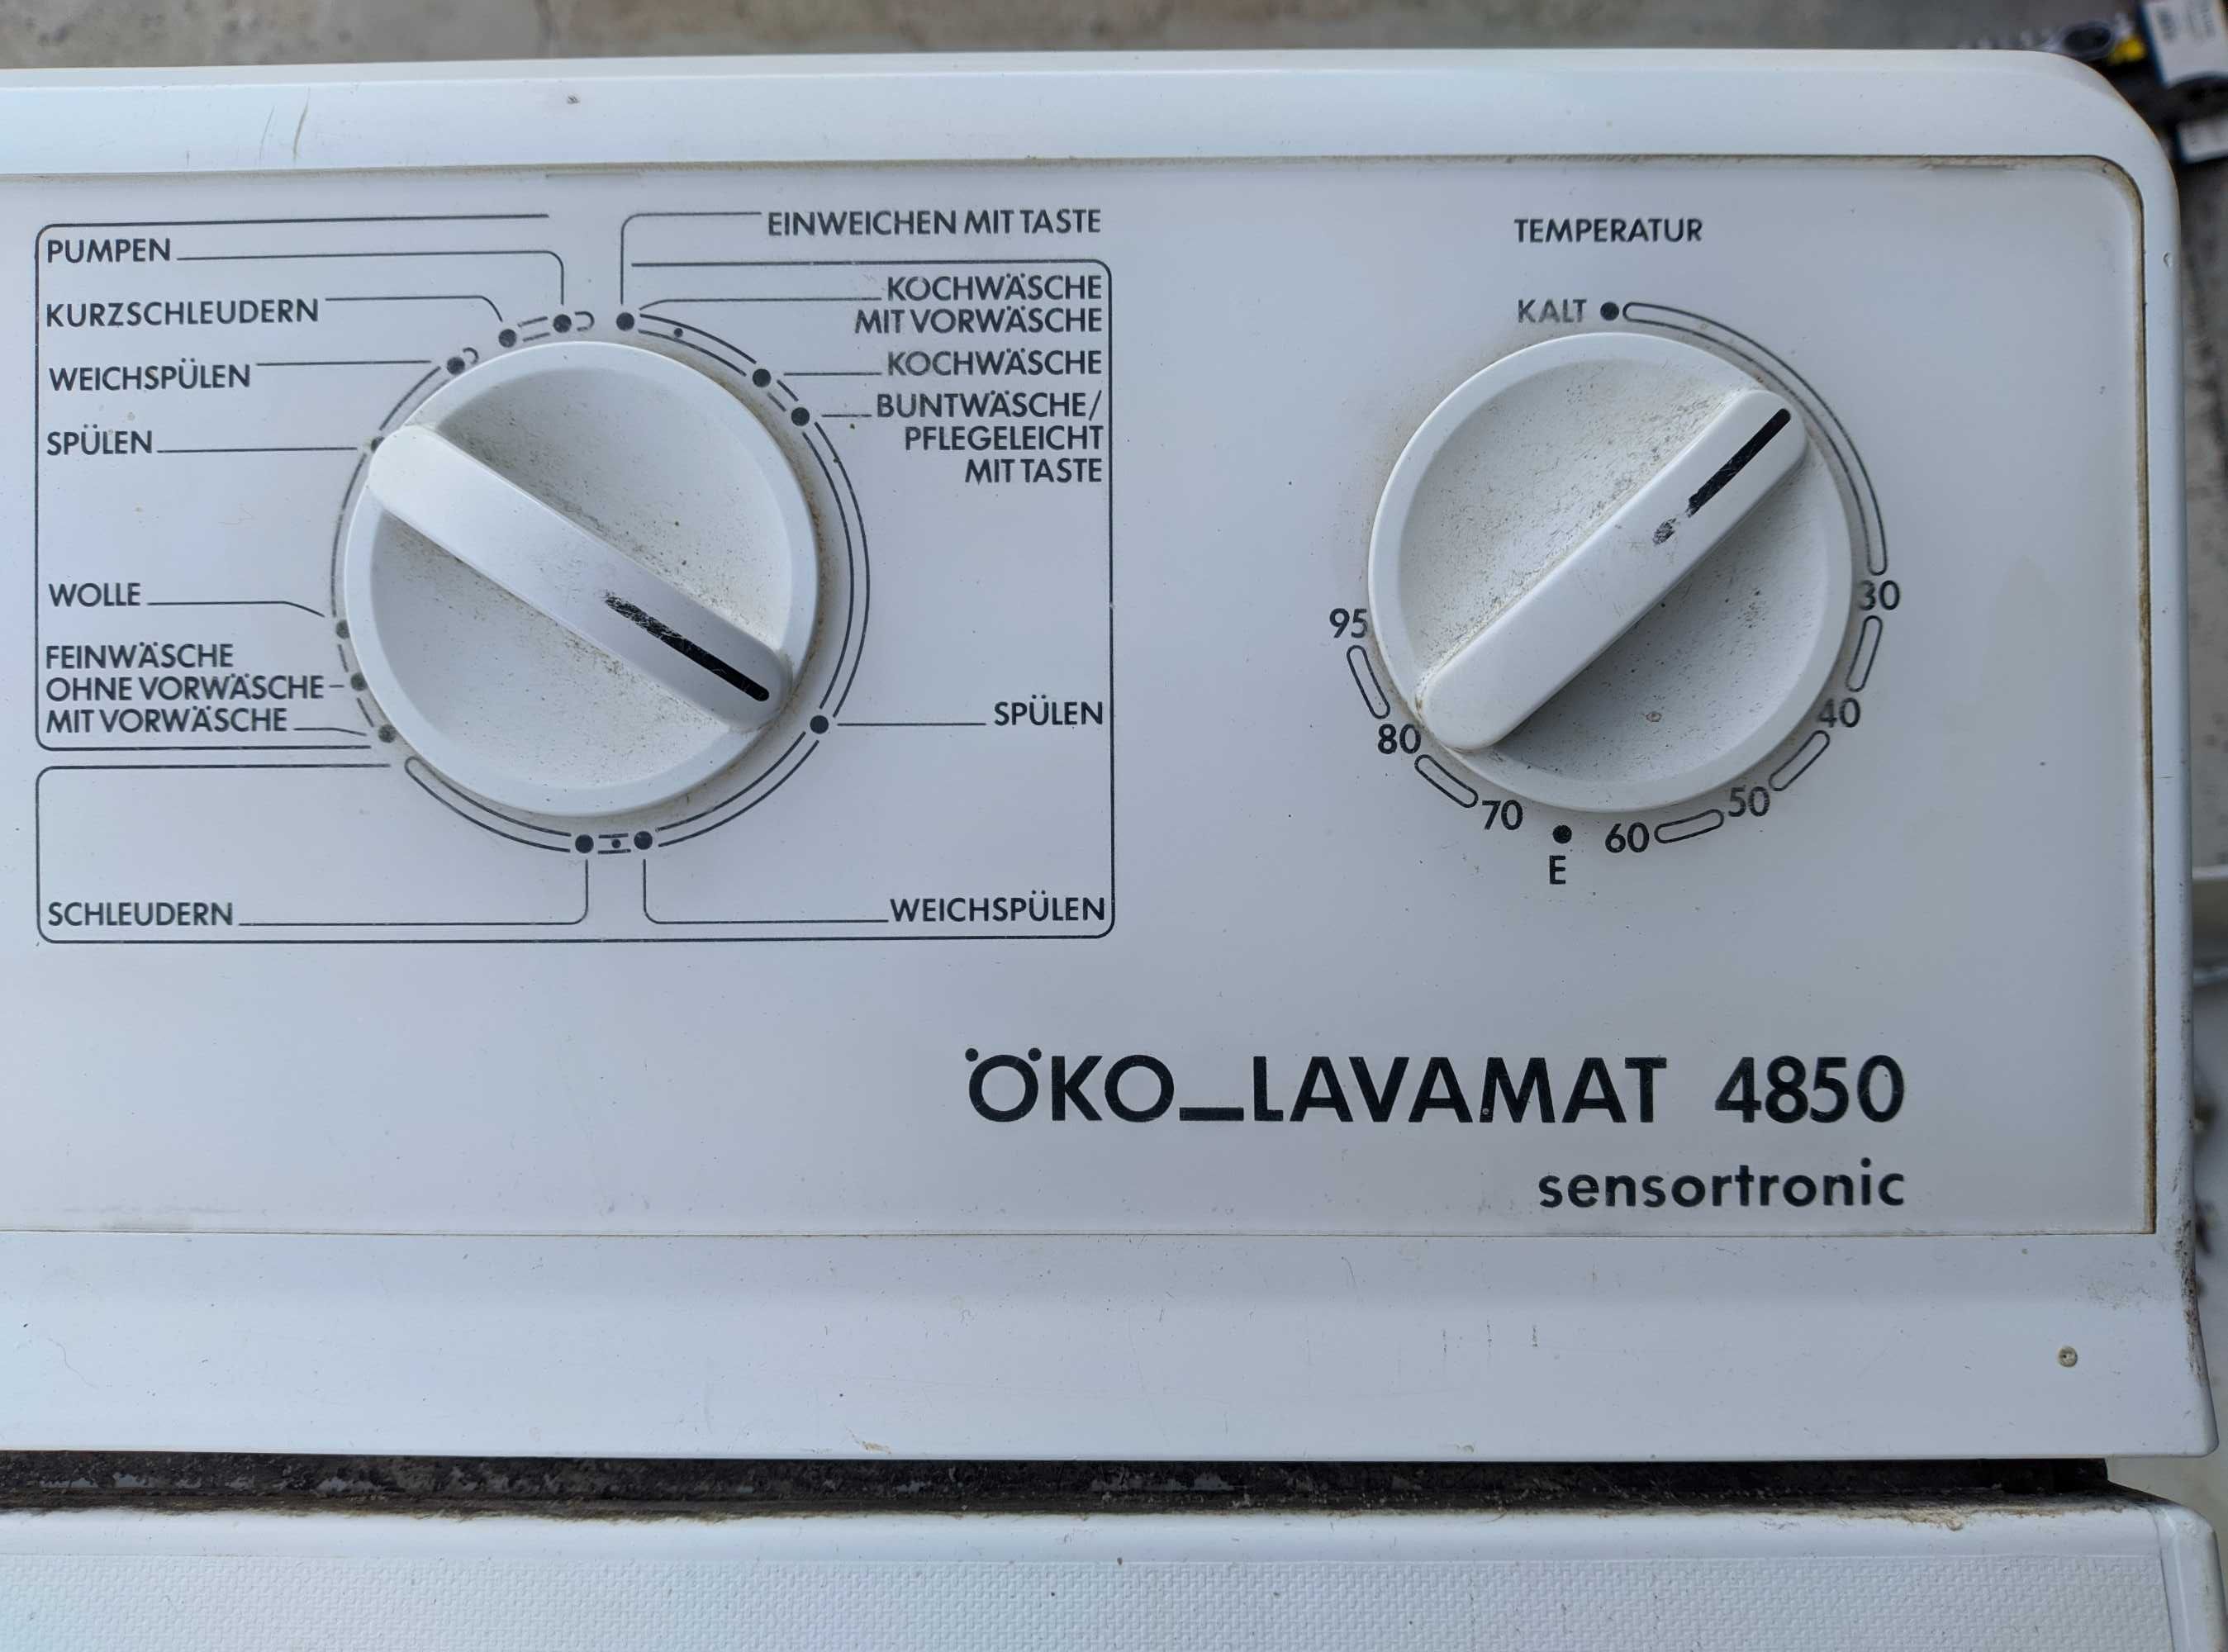 PUMPEN
KURZSCHLEUDERN
WEICHSPÜLEN
SPÜLEN
WOLLE
FEINWÄSCHE
OHNE VORWÄSCHE
MIT VORWÄSCHE
SCHLEUDERN
EINWEICHEN MIT TASTE
KOCHWÄSCHE
MIT VORWÄSCHE
KOCHWÄSCHE
BUNTWÄSCHE/
PFLEGELEICHT
MIT TASTE
SPÜLEN
WEICHSPÜLEN
TEMPERATUR
KALT
30
40
50
60
E
70
80
95
ÖKO_LAVAMAT 4850
sensortronic